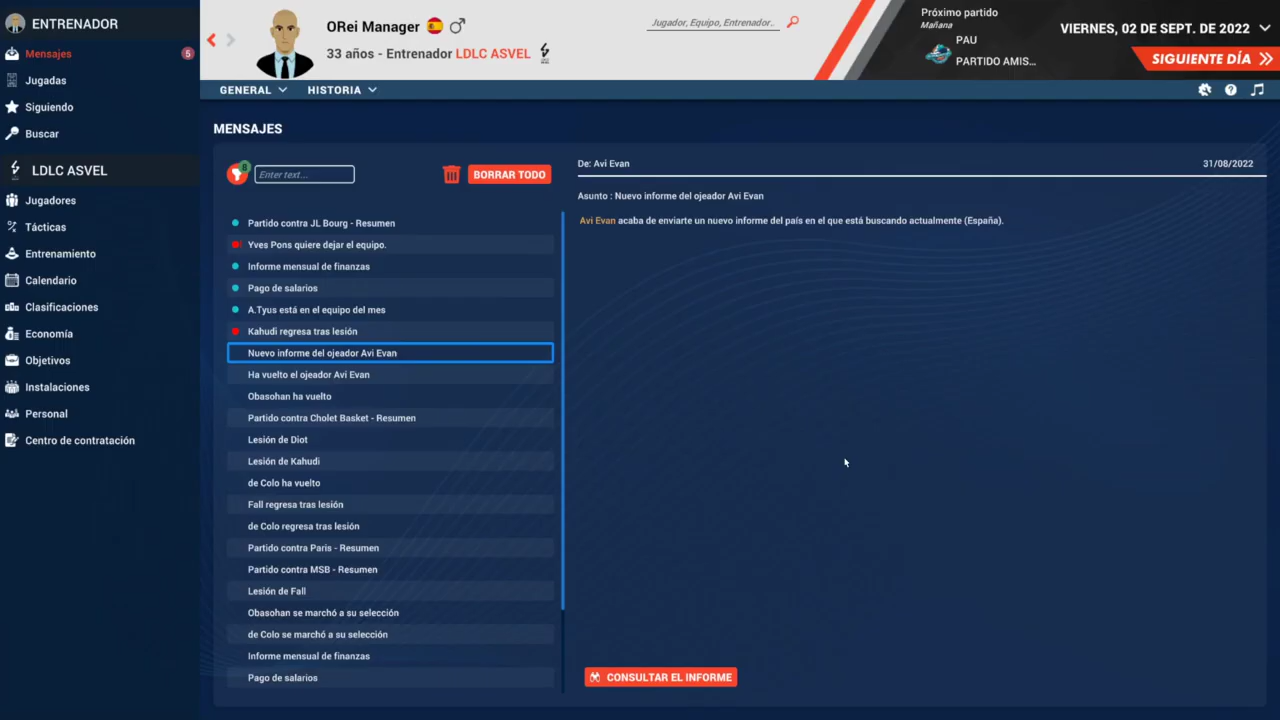 ENTRENADOR
Mensajes
5
Jugadas
Siguiendo
Buscar
LDLC ASVEL
Jugadores
Tácticas
Entrenamiento
Calendario
Clasificaciones
Economía
Objetivos
Instalaciones
Personal
Centro de contratación
ORei Manager
33 años - Entrenador LDLC ASVEL
Jugador, Equipo, Entrenador..
Próximo partido
Mañana
PAU
PARTIDO AMIS...
VIERNES, 02 DE SEPT. DE 2022
SIGUIENTE DÍA
GENERAL
HISTORIA
MENSAJES
8
Enter text...
BORRAR TODO
Partido contra JL Bourg - Resumen
Yves Pons quiere dejar el equipo.
Informe mensual de finanzas
Pago de salarios
A.Tyus está en el equipo del mes
Kahudi regresa tras lesión
Nuevo informe del ojeador Avi Evan
Ha vuelto el ojeador Avi Evan
Obasohan ha vuelto
Partido contra Cholet Basket - Resumen
Lesión de Diot
Lesión de Kahudi
de Colo ha vuelto
Fall regresa tras lesión
de Colo regresa tras lesión
Partido contra Paris - Resumen
Partido contra MSB - Resumen
Lesión de Fall
Obasohan se marchó a su selección
de Colo se marchó a su selección
Informe mensual de finanzas
Pago de salarios
De: Avi Evan
31/08/2022
Asunto : Nuevo informe del ojeador Avi Evan
Avi Evan acaba de enviarte un nuevo informe del país en el que está buscando actualmente (España).
CONSULTAR EL INFORME